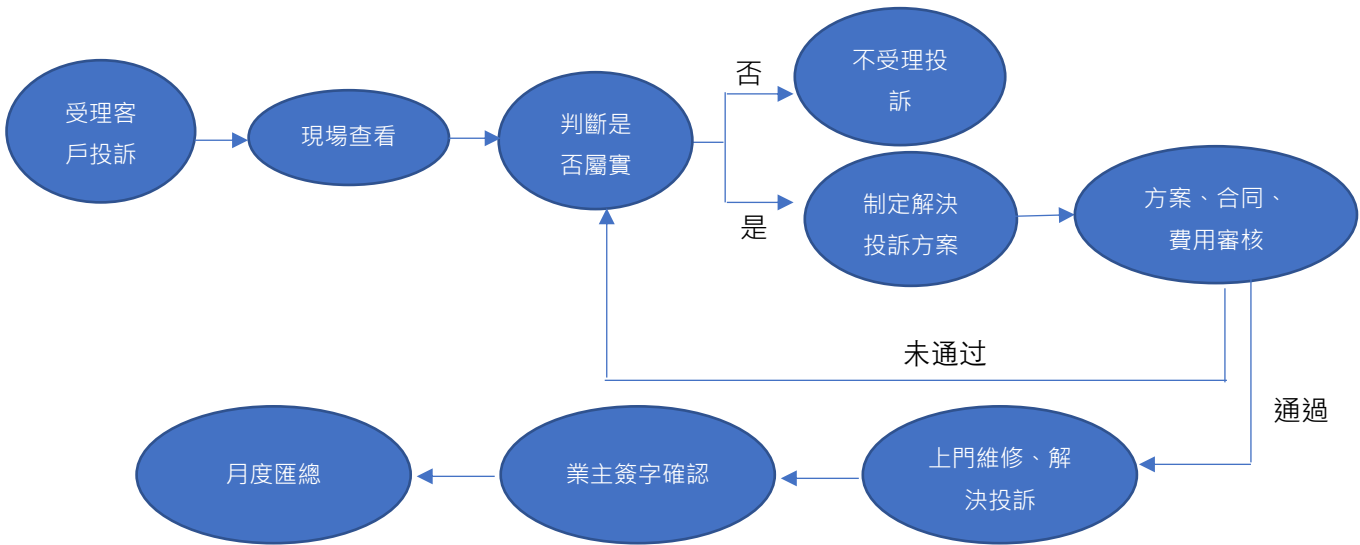 受理客
戶投訴
現場查看
判斷是
否屬實
否
不受理投
訴
是
制定解決
投訴方案
方案、合同、
費用審核
未通过
通過
上門維修、解
決投訴
業主簽字確認
月度匯總